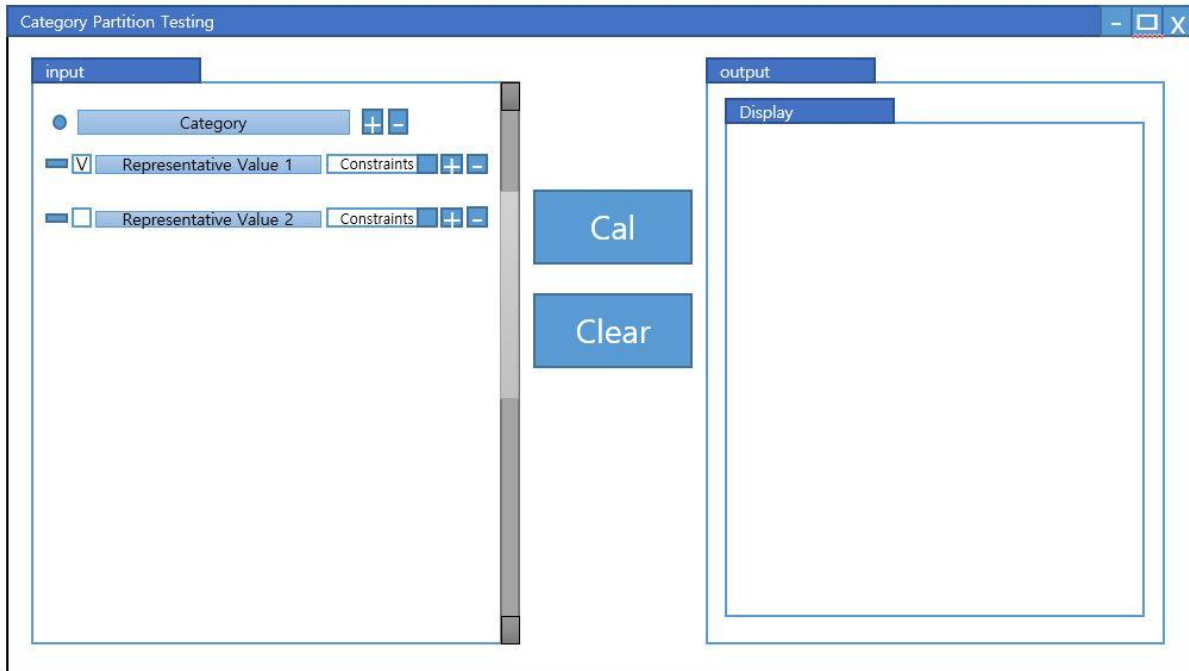 Category Partition Testing - X
input
Category + -
V Representative Value 1 Constraints + -
Representative Value 2 Constraints + -
Cal
Clear
output
Display